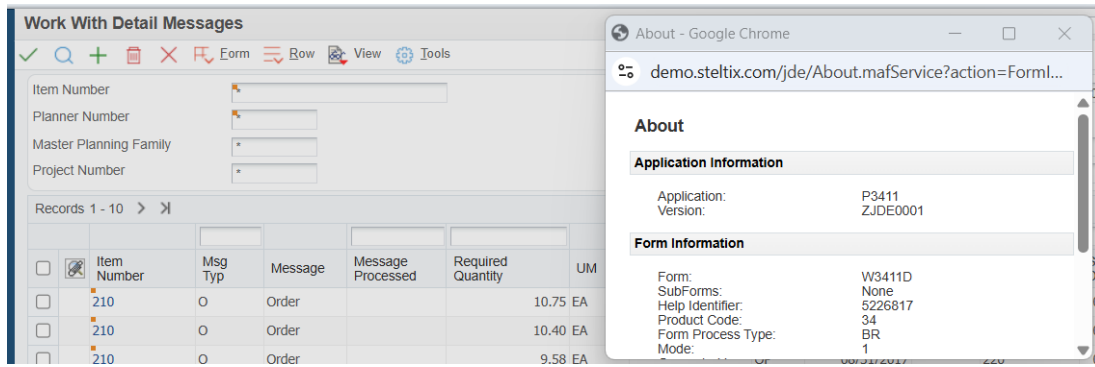 Work With Detail Messages
Form Row View Tools
Item Number *
Planner Number *
Master Planning Family *
Project Number *
Records 1 - 10
Item Number Msg Typ Message Message Processed Required Quantity UM
210 O Order 10.75 EA
210 O Order 10.40 EA
210 O Order 9.58 EA
About - Google Chrome
demo.steltix.com/jde/About.mafService?action=FormI...
About
Application Information
Application: P3411
Version: ZJDE0001
Form Information
Form: W3411D
SubForms: None
Help Identifier: 5226817
Product Code: 34
Form Process Type: BR
Mode: 1